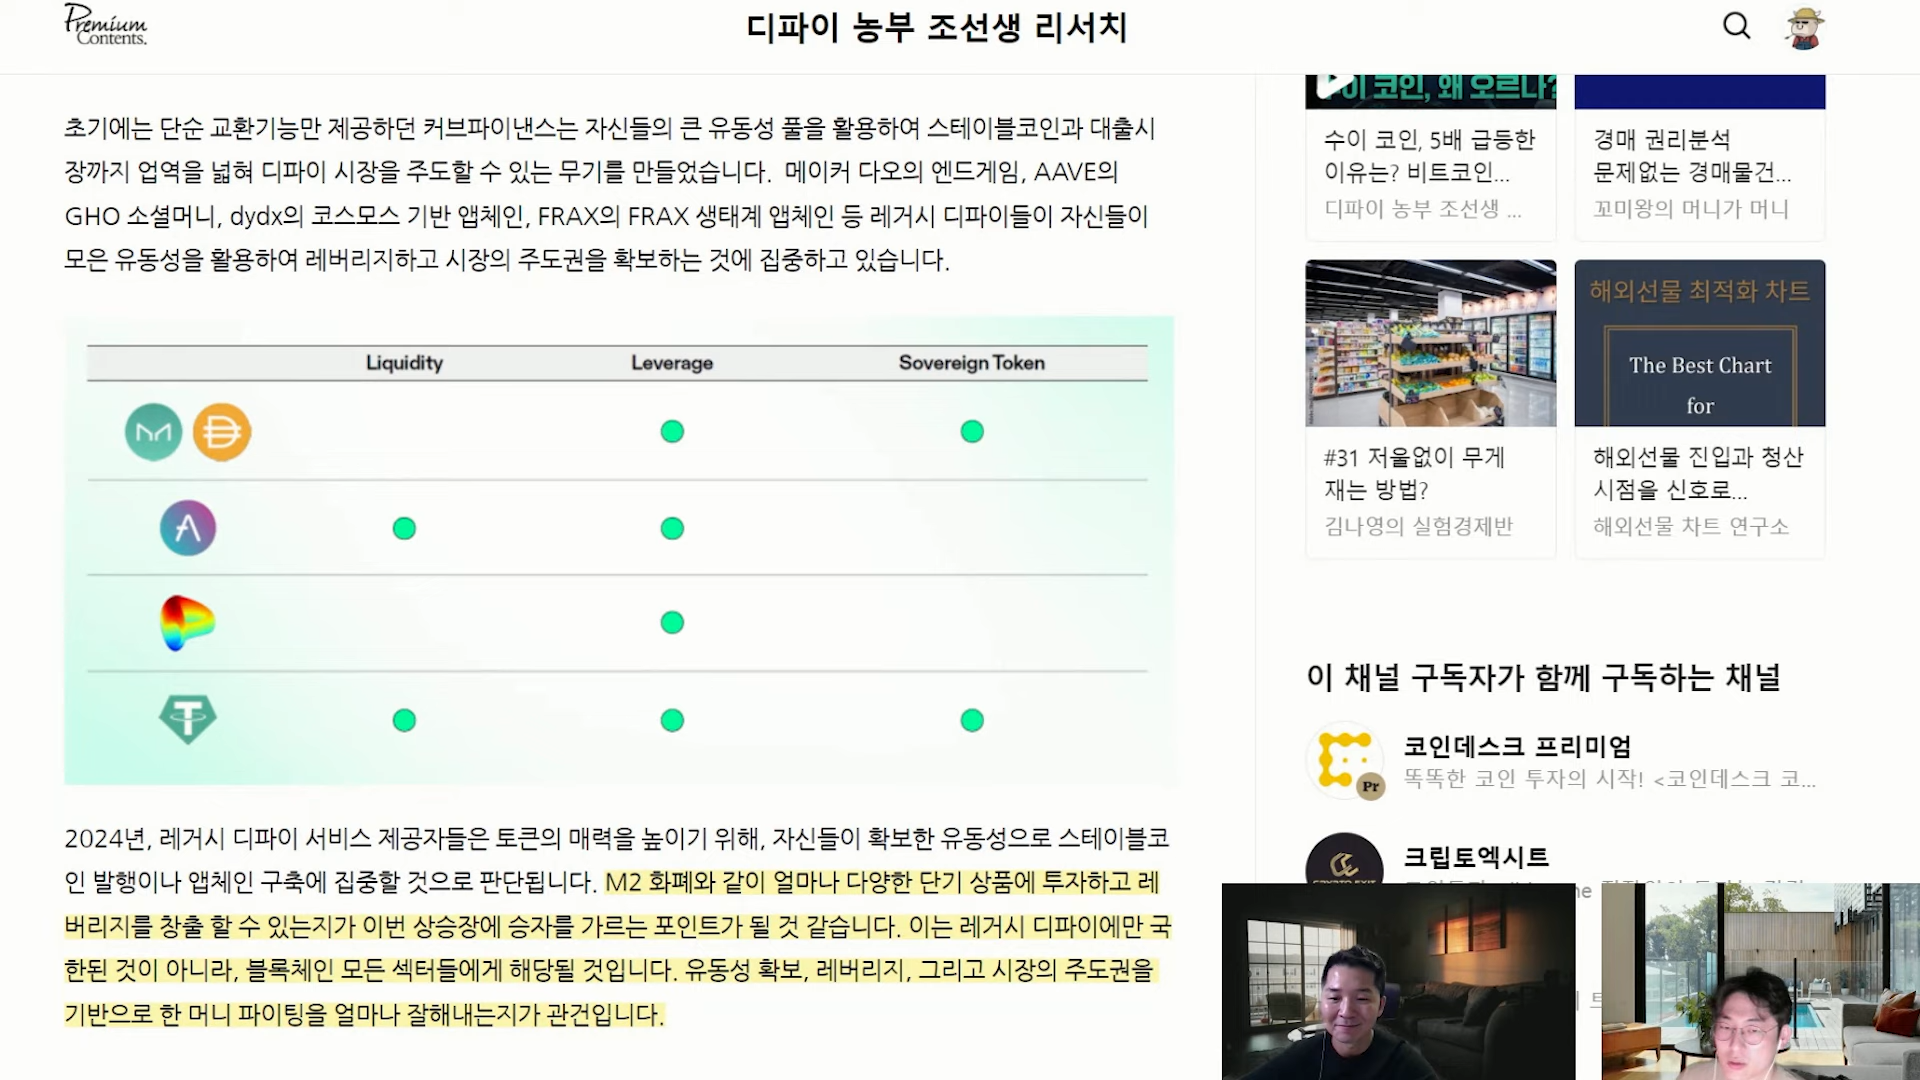 Premium
Contents.
디파이 농부 조선생 리서치
초기에는 단순 교환기능만 제공하던 커브파이낸스는 자신들의 큰 유동성 풀을 활용하여 스테이블코인과 대출시
장까지 업역을 넓혀 디파이 시장을 주도할 수 있는 무기를 만들었습니다. 메이커 다오의 엔드게임, AAVE의
GHO 소셜머니, dydx의 코스모스 기반 앱체인, FRAX의 FRAX 생태계 앱체인 등 레거시 디파이들이 자신들이
모은 유동성을 활용하여 레버리지하고 시장의 주도권을 확보하는 것에 집중하고 있습니다.
Liquidity Leverage Sovereign Token
2024년, 레거시 디파이 서비스 제공자들은 토큰의 매력을 높이기 위해, 자신들이 확보한 유동성으로 스테이블코
인 발행이나 앱체인 구축에 집중할 것으로 판단됩니다. M2 화폐와 같이 얼마나 다양한 단기 상품에 투자하고 레
버리지를 창출 할 수 있는지가 이번 상승장에 승자를 가르는 포인트가 될 것 같습니다. 이는 레거시 디파이에만 국
한된 것이 아니라, 블록체인 모든 섹터들에게 해당될 것입니다. 유동성 확보, 레버리지, 그리고 시장의 주도권을
기반으로 한 머니 파이팅을 얼마나 잘해내는지가 관건입니다.
수이 코인, 왜 오르나?
수이 코인, 5배 급등한
이유는? 비트코인...
디파이 농부 조선생 ...
경매 권리분석
문제없는 경매물건...
꼬미왕의 머니가 머니
#31 저울없이 무게
재는 방법?
김나영의 실험경제반
해외선물 최적화 차트
The Best Chart
for
해외선물 진입과 청산
시점을 신호로...
해외선물 차트 연구소
이 채널 구독자가 함께 구독하는 채널
Pr
코인데스크 프리미엄
똑똑한 코인 투자의 시작! <코인데스크 코...
크립토엑시트